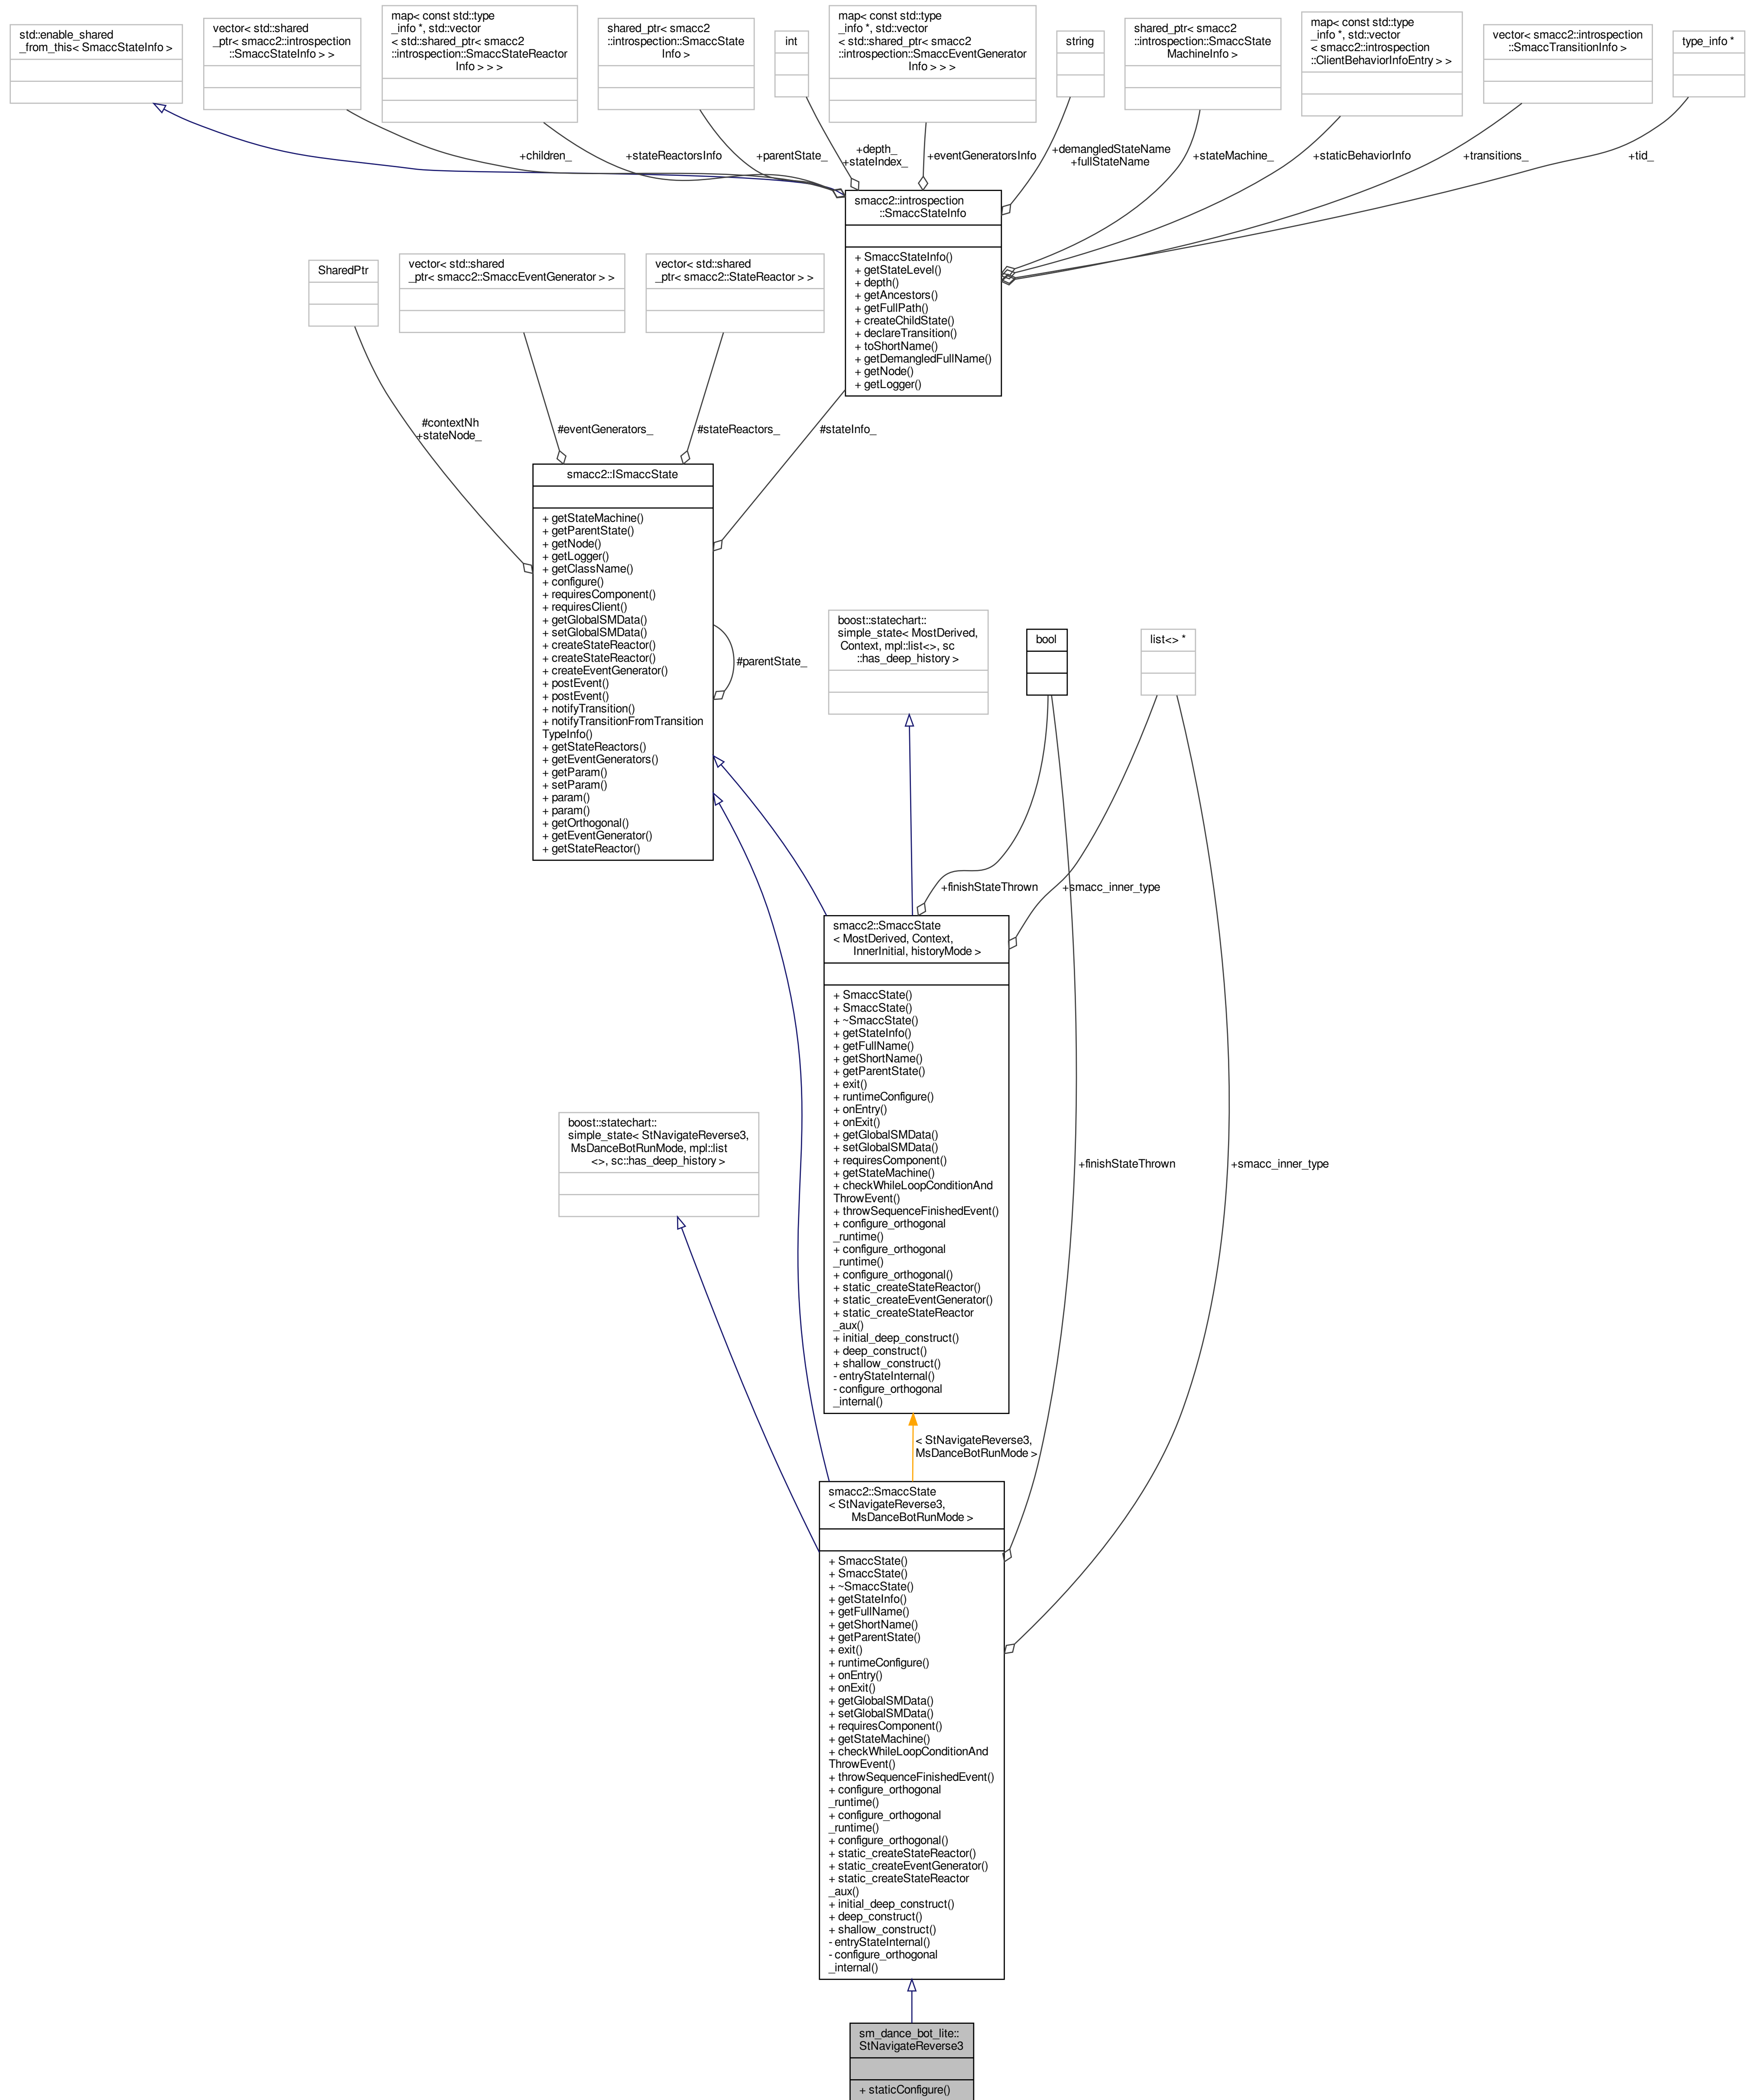 std::enable_shared
_from_this< SmaccStateInfo >
vector< std::shared
_ptr< smacc2::introspection
::SmaccStateInfo > >
map< const std::type
_info *, std::vector
< std::shared_ptr< smacc2
::introspection::SmaccStateReactor
Info > > >
shared_ptr< smacc2
::introspection::SmaccState
Info >
int
map< const std::type
_info *, std::vector
< std::shared_ptr< smacc2
::introspection::SmaccEventGenerator
Info > > >
string
shared_ptr< smacc2
::introspection::SmaccState
MachineInfo >
map< const std::type
_info *, std::vector
< smacc2::introspection
::ClientBehaviorInfoEntry > >
vector< smacc2::introspection
::SmaccTransitionInfo >
type_info *
+children_
+stateReactorsInfo
+parentState_
+depth_
+stateIndex_
+eventGeneratorsInfo
+demangledStateName
+fullStateName
+stateMachine_
+staticBehaviorInfo
+transitions_
+tid_
smacc2::introspection
::SmaccStateInfo
+ SmaccStateInfo()
+ getStateLevel()
+ depth()
+ getAncestors()
+ getFullPath()
+ createChildState()
+ declareTransition()
+ toShortName()
+ getDemangledFullName()
+ getNode()
+ getLogger()
SharedPtr
vector< std::shared
_ptr< smacc2::SmaccEventGenerator > >
vector< std::shared
_ptr< smacc2::StateReactor > >
#contextNh
+stateNode_
#eventGenerators_
#stateReactors_
#stateInfo_
smacc2::ISmaccState
+ getStateMachine()
+ getParentState()
+ getNode()
+ getLogger()
+ getClassName()
+ configure()
+ requiresComponent()
+ requiresClient()
+ getGlobalSMData()
+ setGlobalSMData()
+ createStateReactor()
+ createStateReactor()
+ createEventGenerator()
+ postEvent()
+ postEvent()
+ notifyTransition()
+ notifyTransitionFromTransition
TypeInfo()
+ getStateReactors()
+ getEventGenerators()
+ getParam()
+ setParam()
+ param()
+ param()
+ getOrthogonal()
+ getEventGenerator()
+ getStateReactor()
#parentState_
boost::statechart::
simple_state< MostDerived,
Context, mpl::list<>, sc
::has_deep_history >
bool
list<> *
+finishStateThrown
+smacc_inner_type
smacc2::SmaccState
< MostDerived, Context,
InnerInitial, historyMode >
+ SmaccState()
+ SmaccState()
+ ~SmaccState()
+ getStateInfo()
+ getFullName()
+ getShortName()
+ getParentState()
+ exit()
+ runtimeConfigure()
+ onEntry()
+ onExit()
+ getGlobalSMData()
+ setGlobalSMData()
+ requiresComponent()
+ getStateMachine()
+ checkWhileLoopConditionAnd
ThrowEvent()
+ throwSequenceFinishedEvent()
+ configure_orthogonal
_runtime()
+ configure_orthogonal
_runtime()
+ configure_orthogonal()
+ static_createStateReactor()
+ static_createEventGenerator()
+ static_createStateReactor
_aux()
+ initial_deep_construct()
+ deep_construct()
+ shallow_construct()
- entryStateInternal()
- configure_orthogonal
_internal()
boost::statechart::
simple_state< StNavigateReverse3,
MsDanceBotRunMode, mpl::list
<>, sc::has_deep_history >
+finishStateThrown
+smacc_inner_type
< StNavigateReverse3,
MsDanceBotRunMode >
smacc2::SmaccState
< StNavigateReverse3,
MsDanceBotRunMode >
+ SmaccState()
+ SmaccState()
+ ~SmaccState()
+ getStateInfo()
+ getFullName()
+ getShortName()
+ getParentState()
+ exit()
+ runtimeConfigure()
+ onEntry()
+ onExit()
+ getGlobalSMData()
+ setGlobalSMData()
+ requiresComponent()
+ getStateMachine()
+ checkWhileLoopConditionAnd
ThrowEvent()
+ throwSequenceFinishedEvent()
+ configure_orthogonal
_runtime()
+ configure_orthogonal
_runtime()
+ configure_orthogonal()
+ static_createStateReactor()
+ static_createEventGenerator()
+ static_createStateReactor
_aux()
+ initial_deep_construct()
+ deep_construct()
+ shallow_construct()
- entryStateInternal()
- configure_orthogonal
_internal()
sm_dance_bot_lite::
StNavigateReverse3
+ staticConfigure()